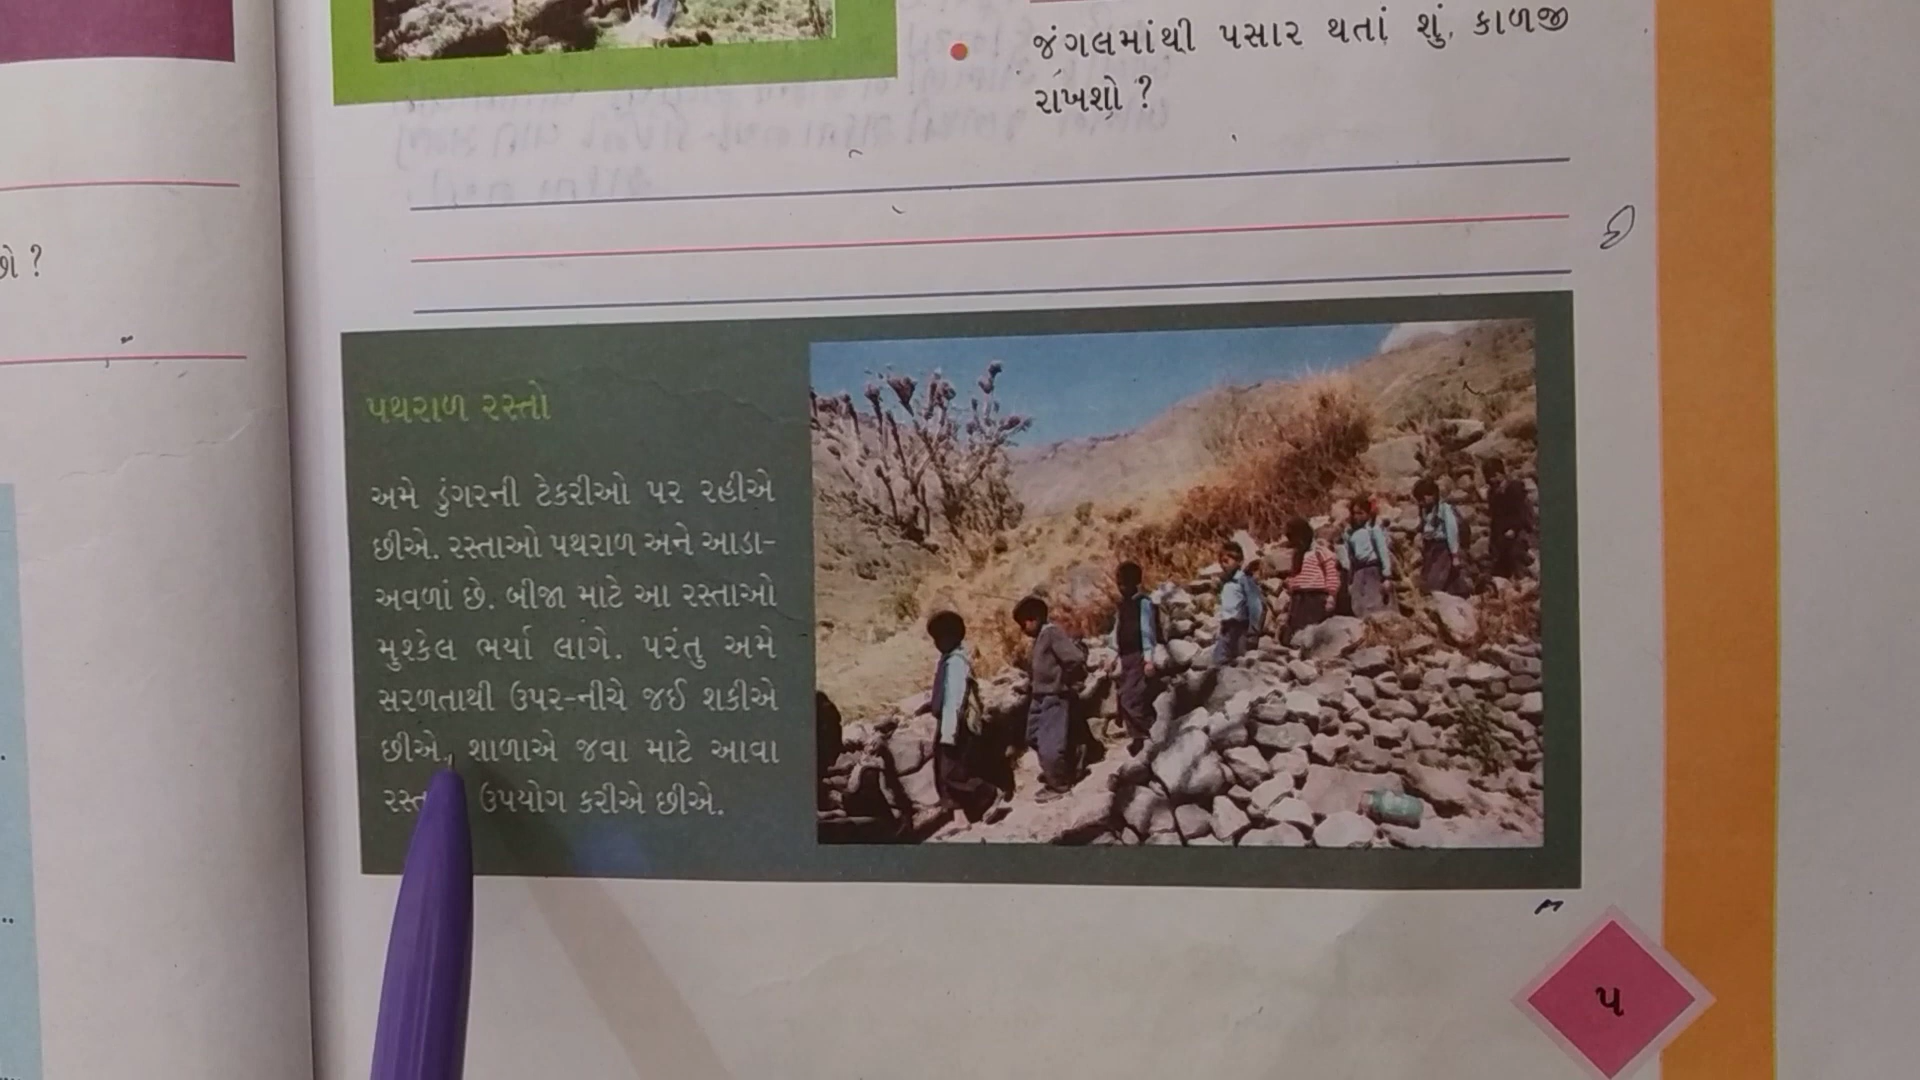 જંગલમાંથી પસાર થતાં શું કાળજી
રાખશો ?
છો ?
પથરાળ રસ્તો
અમે ડુંગરની ટેકરીઓ પર રહીએ
છીએ. રસ્તાઓ પથરાળ અને આડા-
અવળાં છે. બીજા માટે આ રસ્તાઓ
મુશ્કેલ ભર્યા લાગે. પરંતુ અમે
સરળતાથી ઉપર-નીચે જઈ શકીએ
છીએ, શાળાએ જવા માટે આવા
ઉપયોગ કરીએ છીએ.
૫